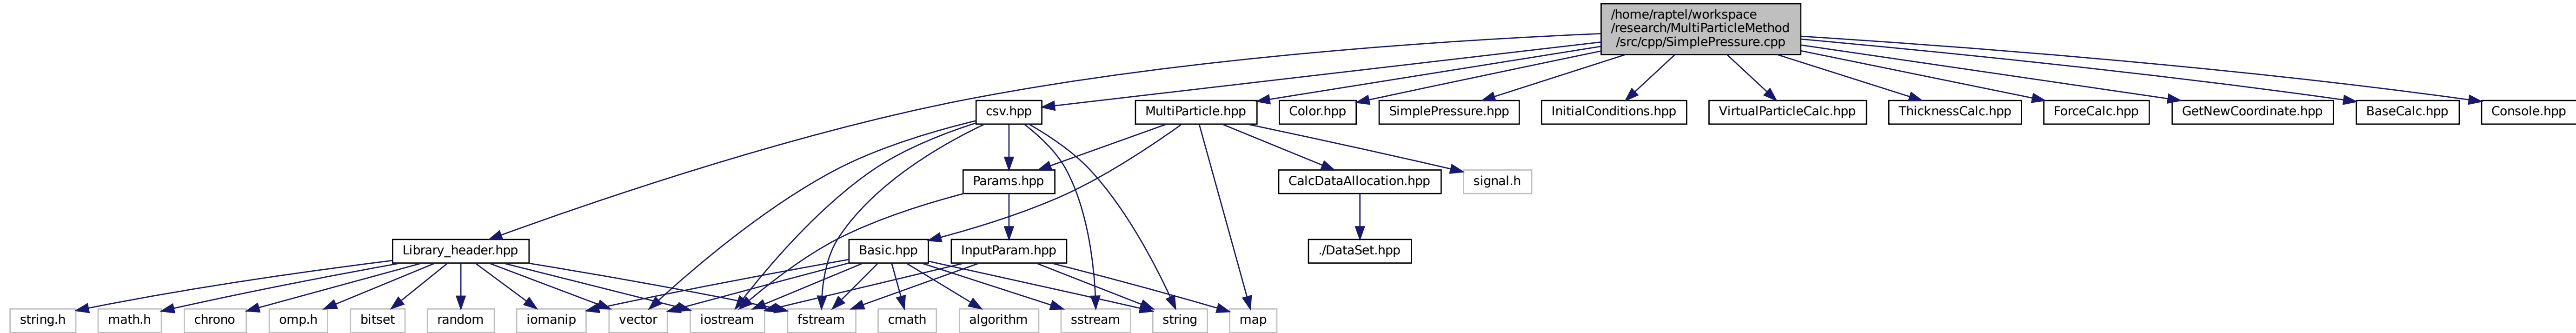 /home/raptel/workspace
/research/MultiParticleMethod
/src/cpp/SimplePressure.cpp
csv.hpp
MultiParticle.hpp
Color.hpp
SimplePressure.hpp
InitialConditions.hpp
VirtualParticleCalc.hpp
ThicknessCalc.hpp
ForceCalc.hpp
GetNewCoordinate.hpp
BaseCalc.hpp
Console.hpp
Params.hpp
CalcDataAllocation.hpp
signal.h
Library_header.hpp
Basic.hpp
InputParam.hpp
./DataSet.hpp
string.h
math.h
chrono
omp.h
bitset
random
iomanip
vector
iostream
fstream
cmath
algorithm
sstream
string
map